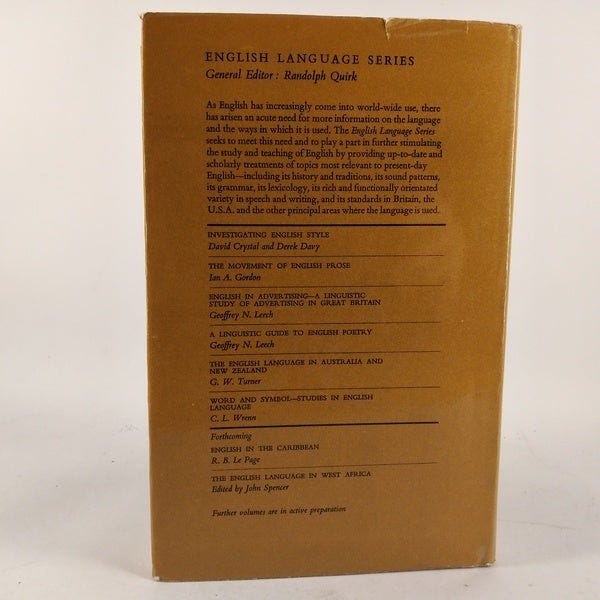 ENGLISH LANGUAGE SERIES
General Editor: Randolph Quirk
As English has increasingly come into world-wide use, there
has arisen an acute need for more information on the language
and the ways in which it is used. The English Language Series
seeks to meet this need and to play a part in further stimulating
the study and teaching of English by providing up-to-date and
scholarly treatments of topics most relevant to present-day
English—including its history and traditions, its sound patterns,
its grammar, its lexicology, its rich and functionally orientated
variety in speech and writing, and its standards in Britain, the
U.S.A. and the other principal areas where the language is used.
INVESTIGATING ENGLISH STYLE
David Crystal and Derek Davy
THE MOVEMENT OF ENGLISH PROSE
Ian A. Gordon
ENGLISH IN ADVERTISING—A LINGUISTIC
STUDY OF ADVERTISING IN GREAT BRITAIN
Geoffrey N. Leech
A LINGUISTIC GUIDE TO ENGLISH POETRY
Geoffrey N. Leech
THE ENGLISH LANGUAGE IN AUSTRALIA AND
NEW ZEALAND
G. W. Turner
WORD AND SYMBOL—STUDIES IN ENGLISH
LANGUAGE
C. L. Wrenn
Forthcoming
ENGLISH IN THE CARIBBEAN
R. B. Le Page
THE ENGLISH LANGUAGE IN WEST AFRICA
Edited by John Spencer
Further volumes are in active preparation